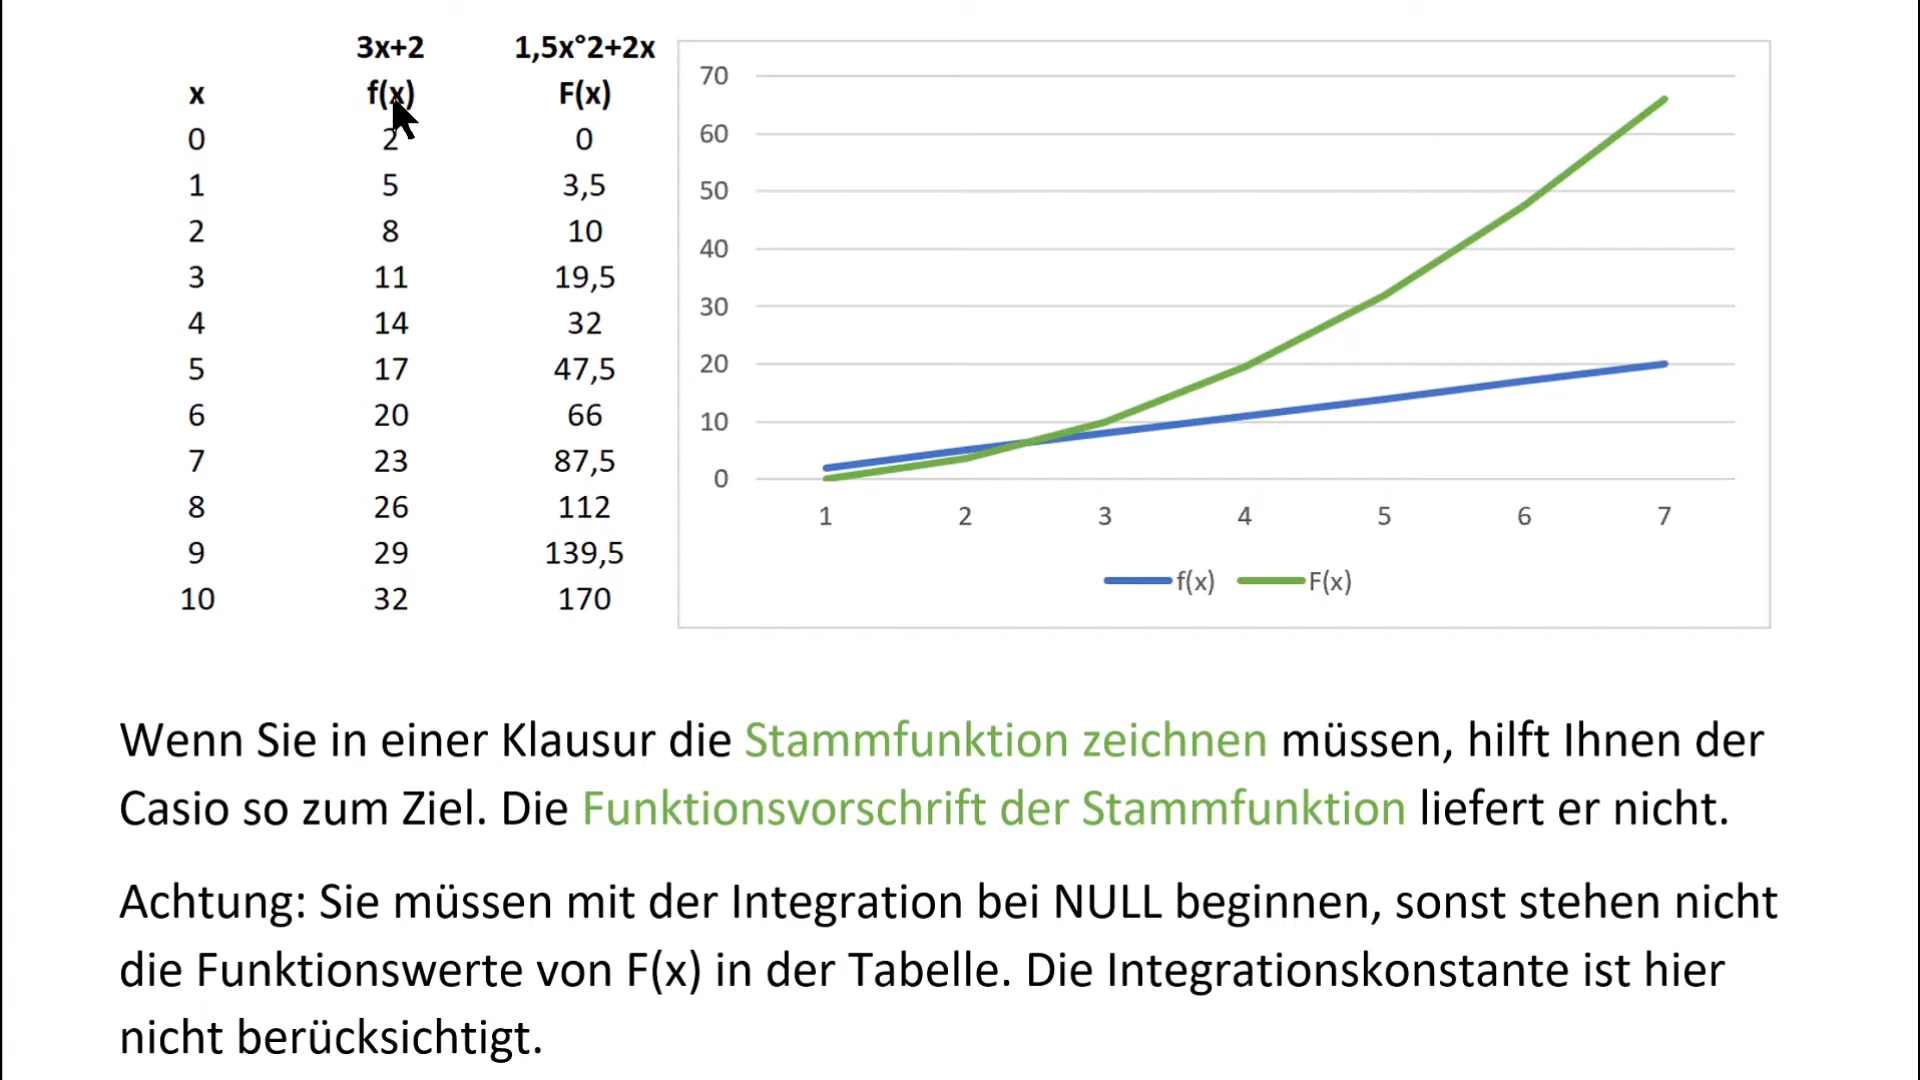 3x+2 1,5x°2+2x
x f(x) F(x)
0 2 0
1 5 3,5
2 8 10
3 11 19,5
4 14 32
5 17 47,5
6 20 66
7 23 87,5
8 26 112
9 29 139,5
10 32 170
70
60
50
40
30
20
10
0
1 2 3 4 5 6 7
f(x) F(x)
Wenn Sie in einer Klausur die Stammfunktion zeichnen müssen, hilft Ihnen der
Casio so zum Ziel. Die Funktionsvorschrift der Stammfunktion liefert er nicht.
Achtung: Sie müssen mit der Integration bei NULL beginnen, sonst stehen nicht
die Funktionswerte von F(x) in der Tabelle. Die Integrationskonstante ist hier
nicht berücksichtigt.